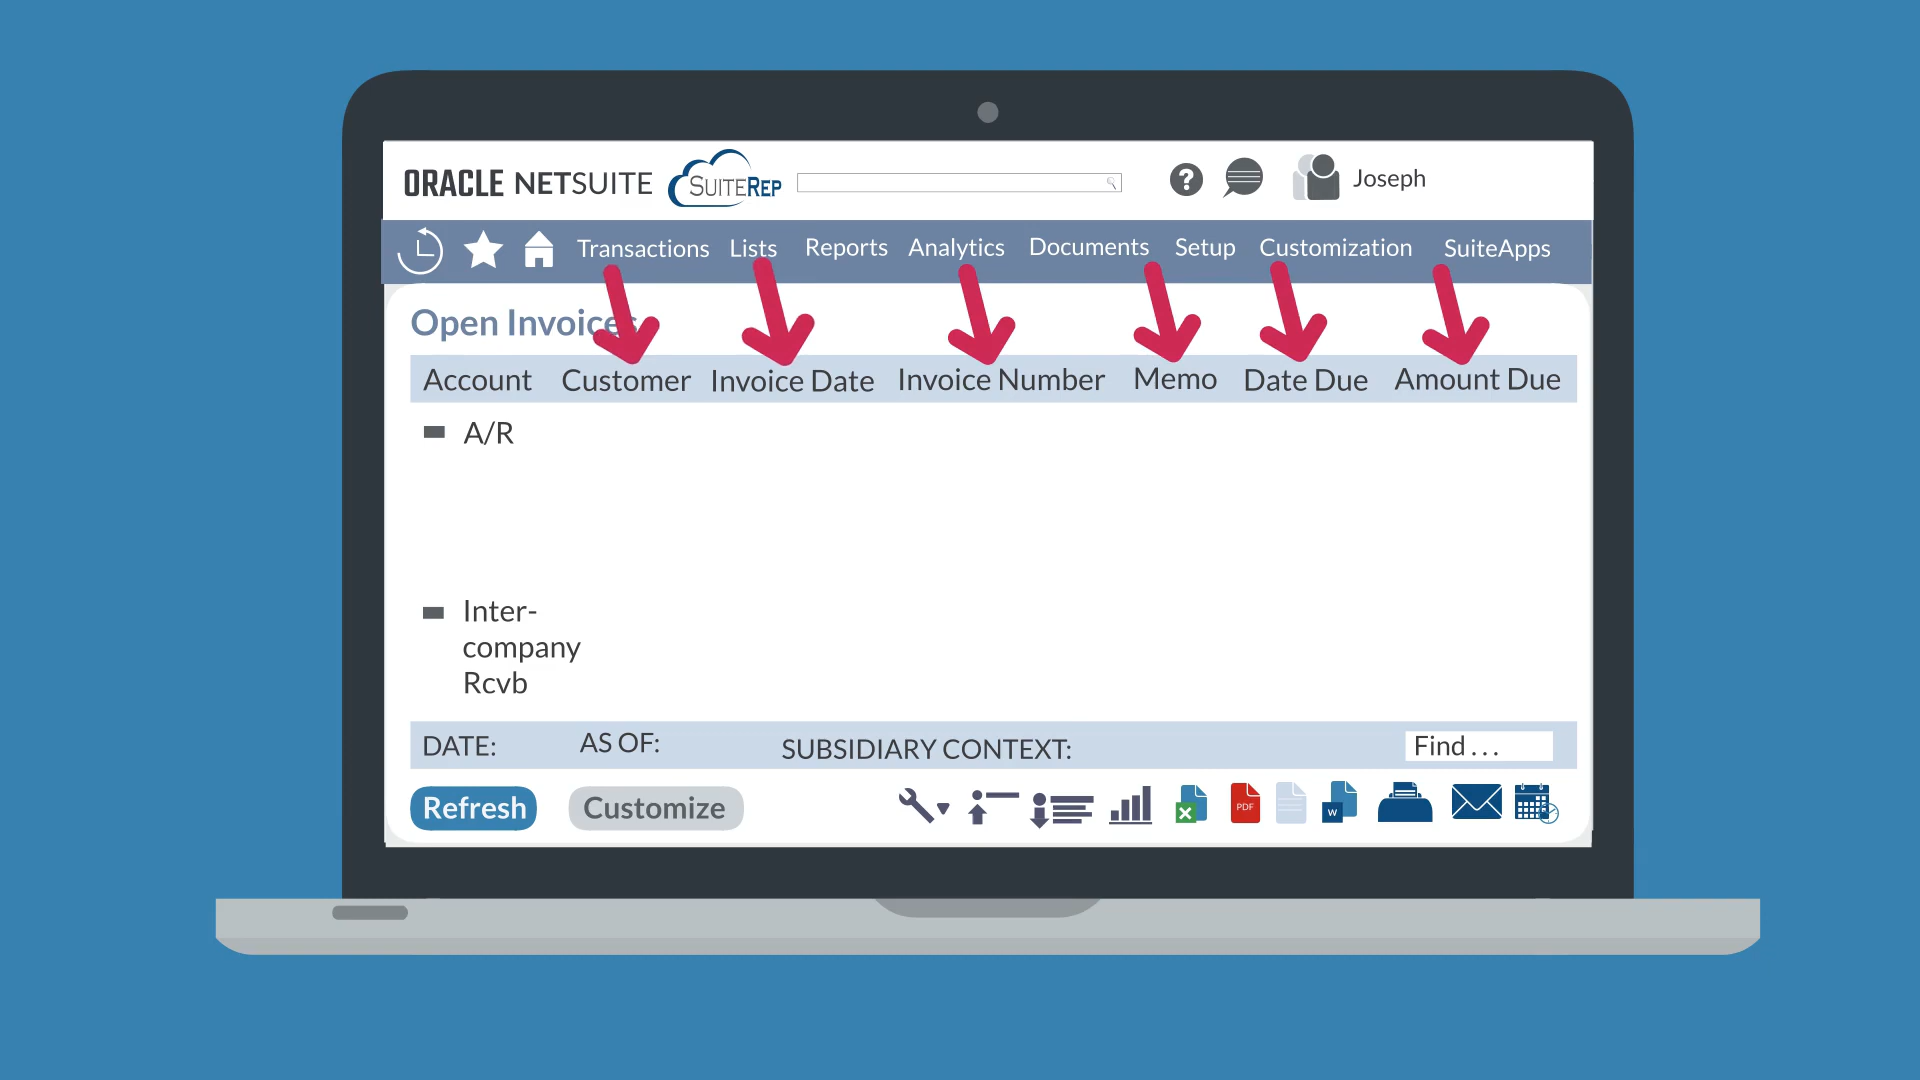 ORACLE NETSUITE SUITEREP Joseph
Transactions Lists Reports Analytics Documents Setup Customization SuiteApps
Open Invoices
Account Customer Invoice Date Invoice Number Memo Date Due Amount Due
A/R
Inter-
company
Rcvb
DATE: AS OF: SUBSIDIARY CONTEXT: Find . . .
Refresh Customize X PDF W